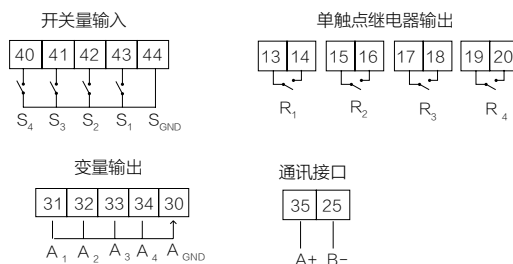 开关量输入
40 41 42 43 44
S4 S3 S2 S1 SGND
单触点继电器输出
13 14 15 16 17 18 19 20
R1 R2 R3 R4
变量输出
31 32 33 34 30
A1 A2 A3 A4 AGND
通讯接口
35 25
A+ B-